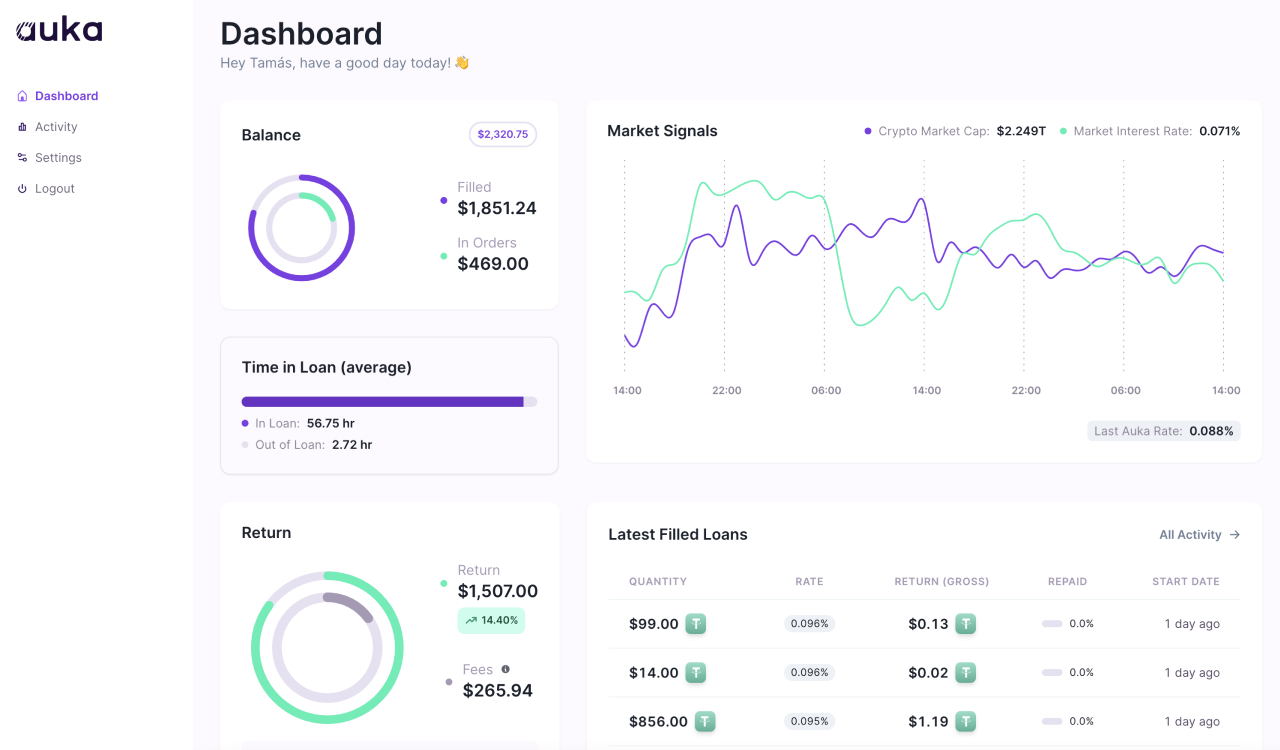 auka
Dashboard
Activity
Settings
Logout
Dashboard
Hey Tamás, have a good day today! 👋
Balance
$2,320.75
Filled
$1,851.24
In Orders
$469.00
Time in Loan (average)
In Loan: 56.75 hr
Out of Loan: 2.72 hr
Market Signals
Crypto Market Cap: $2.249T
Market Interest Rate: 0.071%
14:00 22:00 06:00 14:00 22:00 06:00 14:00
Last Auka Rate: 0.088%
Return
Return
$1,507.00
14.40%
Fees
$265.94
Latest Filled Loans
All Activity →
QUANTITY RATE RETURN (GROSS) REPAID START DATE
$99.00 0.096% $0.13 0.0% 1 day ago
$14.00 0.096% $0.02 0.0% 1 day ago
$856.00 0.095% $1.19 0.0% 1 day ago